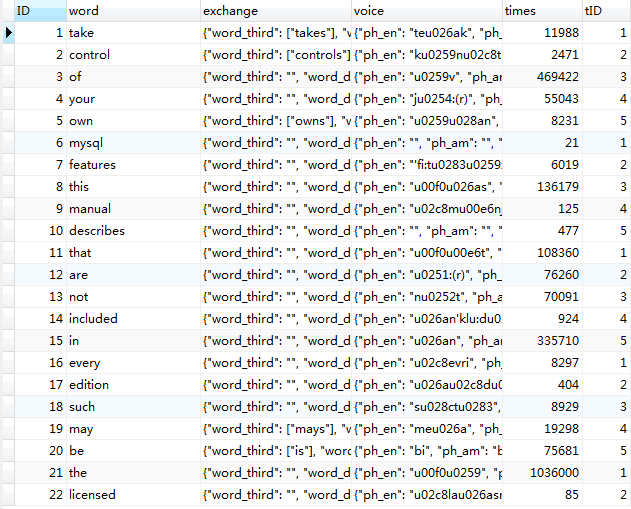 ID word exchange voice times tID
1 take {"word_third": ["takes"], "v {"ph_en": "teu026ak", "ph_ 11988 1
2 control {"word_third": ["controls"] {"ph_en": "ku0259nu02c8t 2471 2
3 of {"word_third": "", "word_d {"ph_en": "u0259v", "ph_an 469422 3
4 your {"word_third": "", "word_d {"ph_en": "ju0254:(r)", "ph_ 55043 4
5 own {"word_third": ["owns"], "v {"ph_en": "u0259u028an", 8231 5
6 mysql {"word_third": "", "word_d {"ph_en": "", "ph_am": "", " 21 1
7 features {"word_third": "", "word_d {"ph_en": "'fi:tu0283u0259 6019 2
8 this {"word_third": "", "word_d {"ph_en": "u00f0u026as", " 136179 3
9 manual {"word_third": "", "word_d {"ph_en": "u02c8mu00e6n 125 4
10 describes {"word_third": "", "word_d {"ph_en": "", "ph_am": "", " 477 5
11 that {"word_third": "", "word_d {"ph_en": "u00f0u00e6t", " 108360 1
12 are {"word_third": "", "word_d {"ph_en": "u0251:(r)", "ph_ 76260 2
13 not {"word_third": "", "word_d {"ph_en": "nu0252t", "ph_a 70091 3
14 included {"word_third": "", "word_d {"ph_en": "u026an'klu:du0 924 4
15 in {"word_third": "", "word_d {"ph_en": "u026an", "ph_ar 335710 5
16 every {"word_third": "", "word_d {"ph_en": "u02c8evri", "ph_ 8297 1
17 edition {"word_third": "", "word_d {"ph_en": "u026au02c8du0 404 2
18 such {"word_third": "", "word_d {"ph_en": "su028ctu0283", 8929 3
19 may {"word_third": ["mays"], "v {"ph_en": "meu026a", "ph_ 19298 4
20 be {"word_third": ["is"], "word {"ph_en": "bi", "ph_am": "b 75681 5
21 the {"word_third": "", "word_d {"ph_en": "u00f0u0259", "p 1036000 1
22 licensed {"word_third": "", "word_d {"ph_en": "u02c8lau026asn 85 2